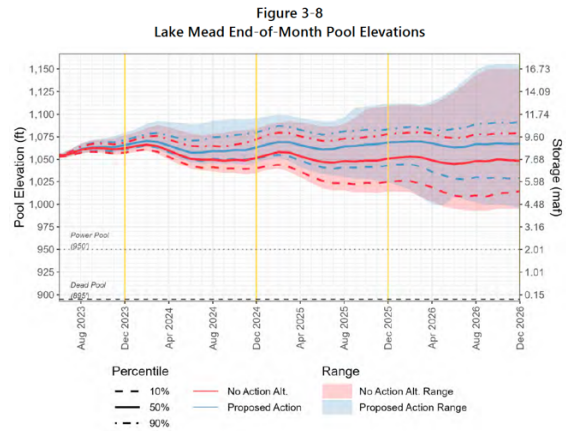 Figure 3-8
Lake Mead End-of-Month Pool Elevations
Pool Elevation (ft)
1,150
1,125
1,100
1,075
1,050
1,025
1,000
975
950
925
900
Power Pool
(950')
Dead Pool
(895')
16.73
14.09
11.74
9.60
7.68
5.98
4.48
3.16
2.01
1.01
0.15
Storage (maf)
Aug 2023
Dec 2023
Apr 2024
Aug 2024
Dec 2024
Apr 2025
Aug 2025
Dec 2025
Apr 2026
Aug 2026
Dec 2026
Percentile
10%
50%
90%
No Action Alt.
Proposed Action
Range
No Action Alt. Range
Proposed Action Range